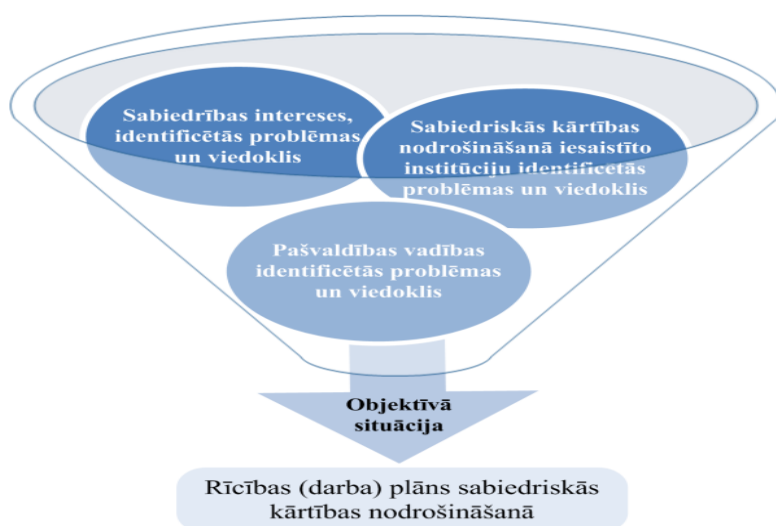 Sabiedrības intereses,
identificētās problēmas
un viedoklis
Sabiedriskās kārtības
nodrošināšanā iesaistīto
institūciju identificētās
problēmas un viedoklis
Pašvaldības vadības
identificētās problēmas
un viedoklis
Objektīvā
situācija
Rīcības (darba) plāns sabiedriskās
kārtības nodrošināšanā